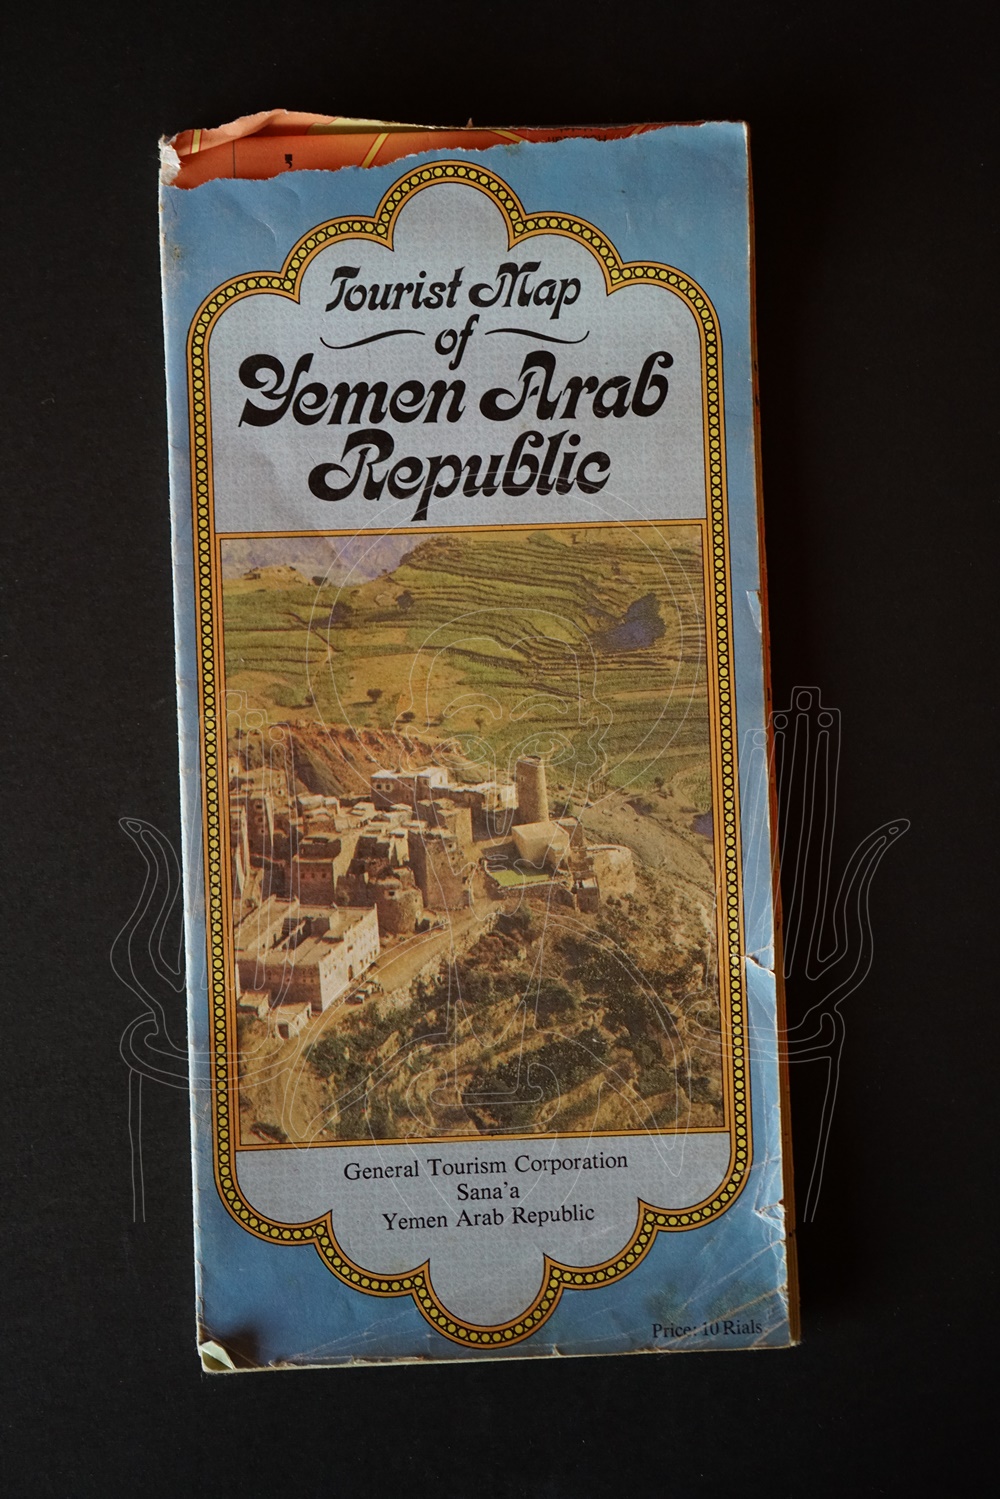 Tourist Map
of
Yemen Arab
Republic
General Tourism Corporation
Sana'a
Yemen Arab Republic
Price: 10 Rials